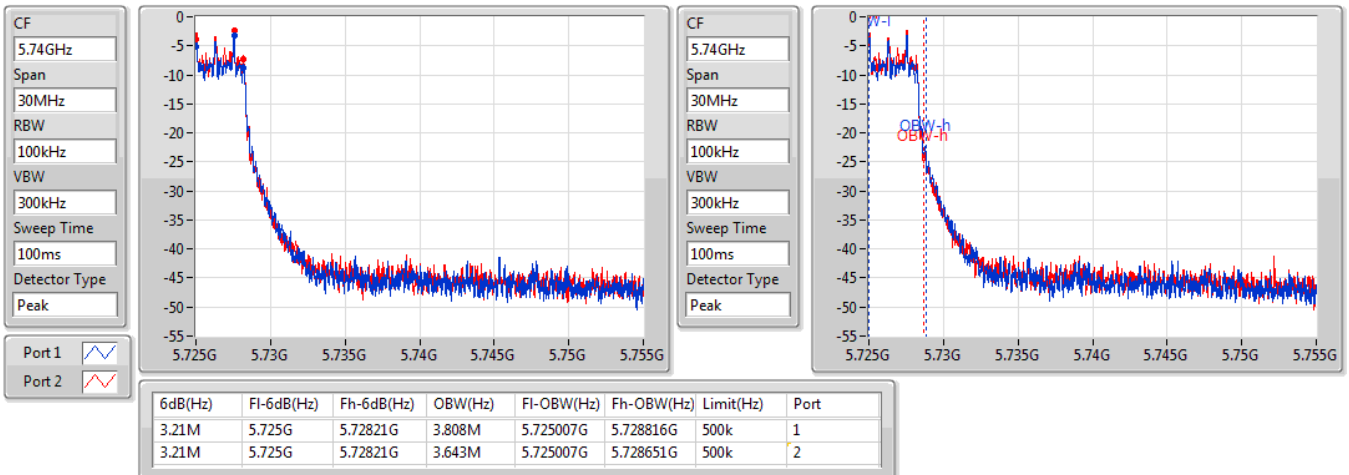 CF
5.74GHz
Span
30MHz
RBW
100kHz
VBW
300kHz
Sweep Time
100ms
Detector Type
Peak
Port 1
Port 2
0
-5
-10
-15
-20
-25
-30
-35
-40
-45
-50
-55
5.725G 5.73G 5.735G 5.74G 5.745G 5.75G 5.755G
CF
5.74GHz
Span
30MHz
RBW
100kHz
VBW
300kHz
Sweep Time
100ms
Detector Type
Peak
0
-5
-10
-15
-20
-25
-30
-35
-40
-45
-50
-55
W-l
OBW-h
OBW-h
5.725G 5.73G 5.735G 5.74G 5.745G 5.75G 5.755G
6dB(Hz) Fl-6dB(Hz) Fh-6dB(Hz) OBW(Hz) Fl-OBW(Hz) Fh-OBW(Hz) Limit(Hz) Port
3.21M 5.725G 5.72821G 3.808M 5.725007G 5.728816G 500k 1
3.21M 5.725G 5.72821G 3.643M 5.725007G 5.728651G 500k 2